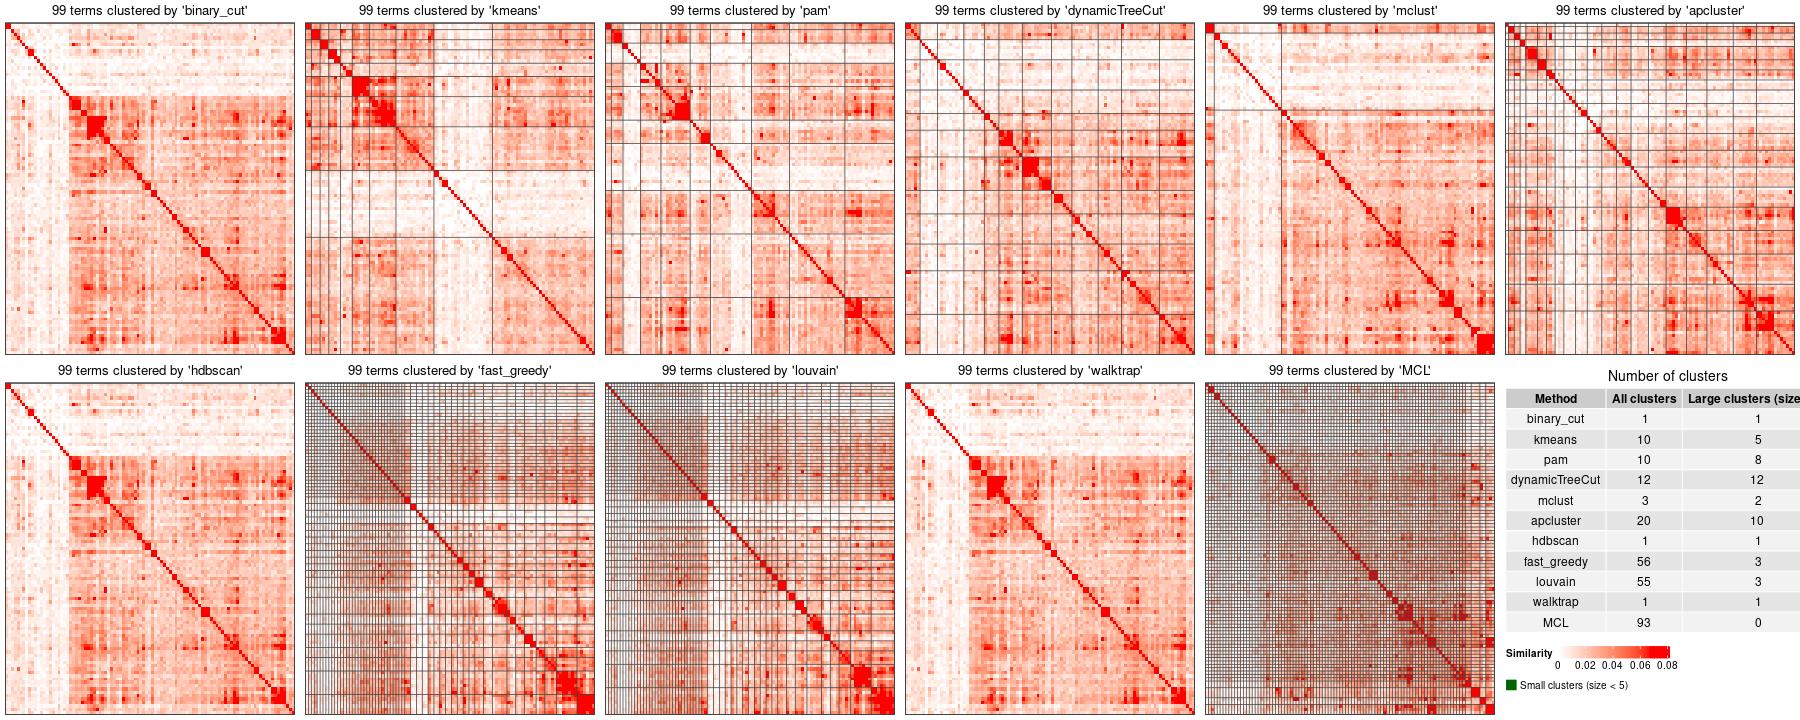 99 terms clustered by 'binary_cut'
99 terms clustered by 'kmeans'
99 terms clustered by 'pam'
99 terms clustered by 'dynamicTreeCut'
99 terms clustered by 'mclust'
99 terms clustered by 'apcluster'
99 terms clustered by 'hdbscan'
99 terms clustered by 'fast_greedy'
99 terms clustered by 'louvain'
99 terms clustered by 'walktrap'
99 terms clustered by 'MCL'
Number of clusters
Method All clusters Large clusters (size
binary_cut 1 1
kmeans 10 5
pam 10 8
dynamicTreeCut 12 12
mclust 3 2
apcluster 20 10
hdbscan 1 1
fast_greedy 56 3
louvain 55 3
walktrap 1 1
MCL 93 0
Similarity
0 0.02 0.04 0.06 0.08
Small clusters (size < 5)